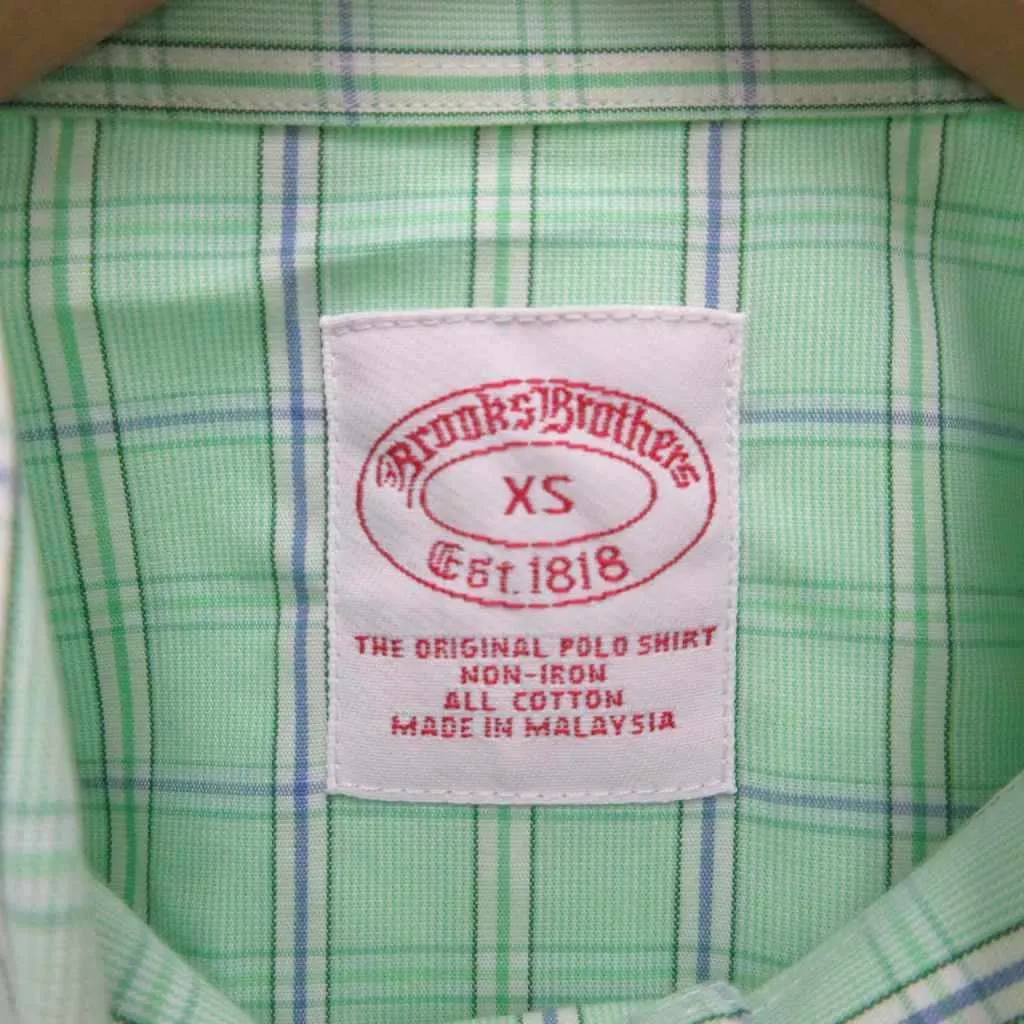 Brooks Brothers
XS
Est. 1818
THE ORIGINAL POLO SHIRT
NON-IRON
ALL COTTON
MADE IN MALAYSIA